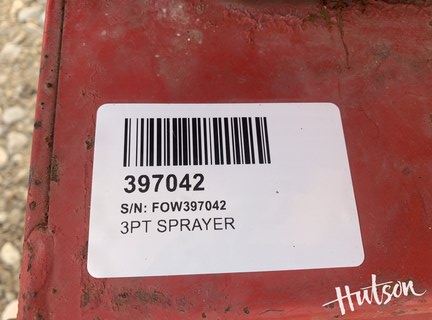 397042
S/N: FOW397042
3PT SPRAYER
Hutson